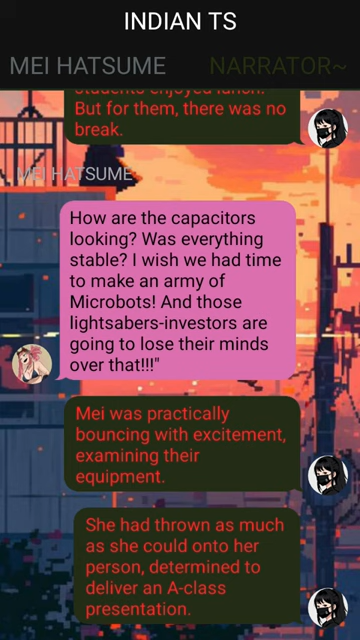 INDIAN TS
MEI HATSUME NARRATOR~
students enjoyed lunch.
But for them, there was no
break.
MEI HATSUME
How are the capacitors
looking? Was everything
stable? I wish we had time
to make an army of
Microbots! And those
lightsabers-investors are
going to lose their minds
over that!!!"
Mei was practically
bouncing with excitement,
examining their
equipment.
She had thrown as much
as she could onto her
person, determined to
deliver an A-class
presentation.